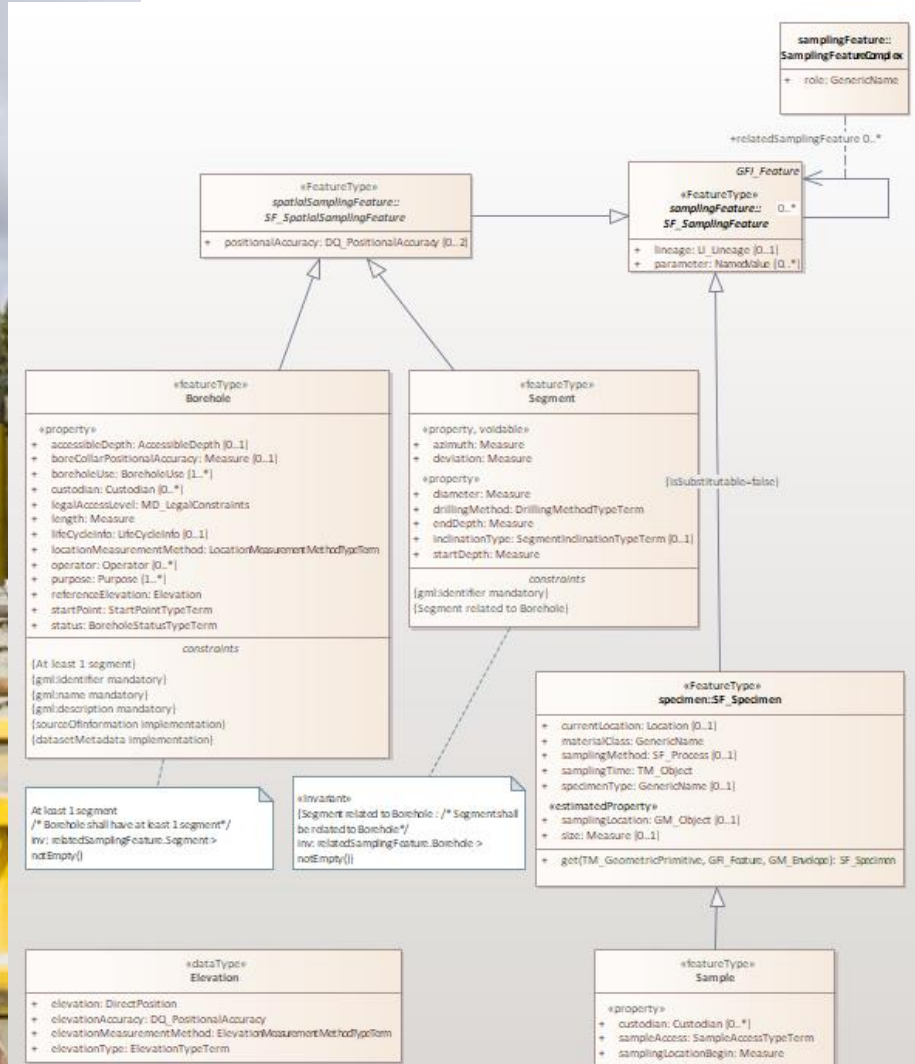 samplingFeature::
+ role: GenericName
+relatedSamplingFeature 0..*
GFI_Feature
«FeatureType»
samplingFeature::
SF_SamplingFeature
0..*
+ lineage: LI_Lineage [0..1]
+ parameter: NamedValue [0..*]
«FeatureType»
spatialSamplingFeature::
SF_SpatialSamplingFeature
+ positionalAccuracy: DQ_PositionalAccuracy [0..2]
«featureType»
Borehole
«property»
+ accessibleDepth: AccessibleDepth [0..1]
+ boreCollarPositionalAccuracy: Measure [0..1]
+ boreholeUse: BoreholeUse [1..*]
+ custodian: Custodian [0..*]
+ legalAccessLevel: MD_LegalConstraints
+ length: Measure
+ lifeCycleInfo: LifeCycleInfo [0..1]
+ locationMeasurementMethod: LocationMeasurementMethodTypeTerm
+ operator: Operator [0..*]
+ purpose: Purpose [1..*]
+ referenceElevation: Elevation
+ startPoint: StartPointTypeTerm
+ status: BoreholeStatusTypeTerm
constraints
{At least 1 segment}
{gml:identifier mandatory}
{gml:name mandatory}
{gml:description mandatory}
{sourceOfInformation implementation}
{datasetMetadata implementation}
«featureType»
Segment
«property, voidable»
+ azimuth: Measure
+ deviation: Measure
«property»
+ diameter: Measure
+ drillingMethod: DrillingMethodTypeTerm
+ endDepth: Measure
+ inclinationType: SegmentInclinationTypeTerm [0..1]
+ startDepth: Measure
constraints
{gml:identifier mandatory}
{Segment related to Borehole}
{isSubstitutable=false}
At least 1 segment
/* Borehole shall have at least 1 segment*/
inv: relatedSamplingFeature.Segment >
notEmpty()
«Invariant»
{Segment related to Borehole : /* Segment shall
be related to Borehole*/
inv: relatedSamplingFeature.Borehole >
notEmpty()}
«FeatureType»
specimen::SF_Specimen
+ currentLocation: Location [0..1]
+ materialClass: GenericName
+ samplingMethod: SF_Process [0..1]
+ samplingTime: TM_Object
+ specimenType: GenericName [0..1]
«estimatedProperty»
+ samplingLocation: GM_Object [0..1]
+ size: Measure [0..1]
+ get(TM_GeometricPrimitive, GFI_Feature, GM_Envelope): SF_Specimen
«dataType»
Elevation
+ elevation: DirectPosition
+ elevationAccuracy: DQ_PositionalAccuracy
+ elevationMeasurementMethod: ElevationMeasurementMethodTypeTerm
+ elevationType: ElevationTypeTerm
«featureType»
Sample
«property»
+ custodian: Custodian [0..*]
+ sampleAccess: SampleAccessTypeTerm
+ samplingLocationBegin: Measure